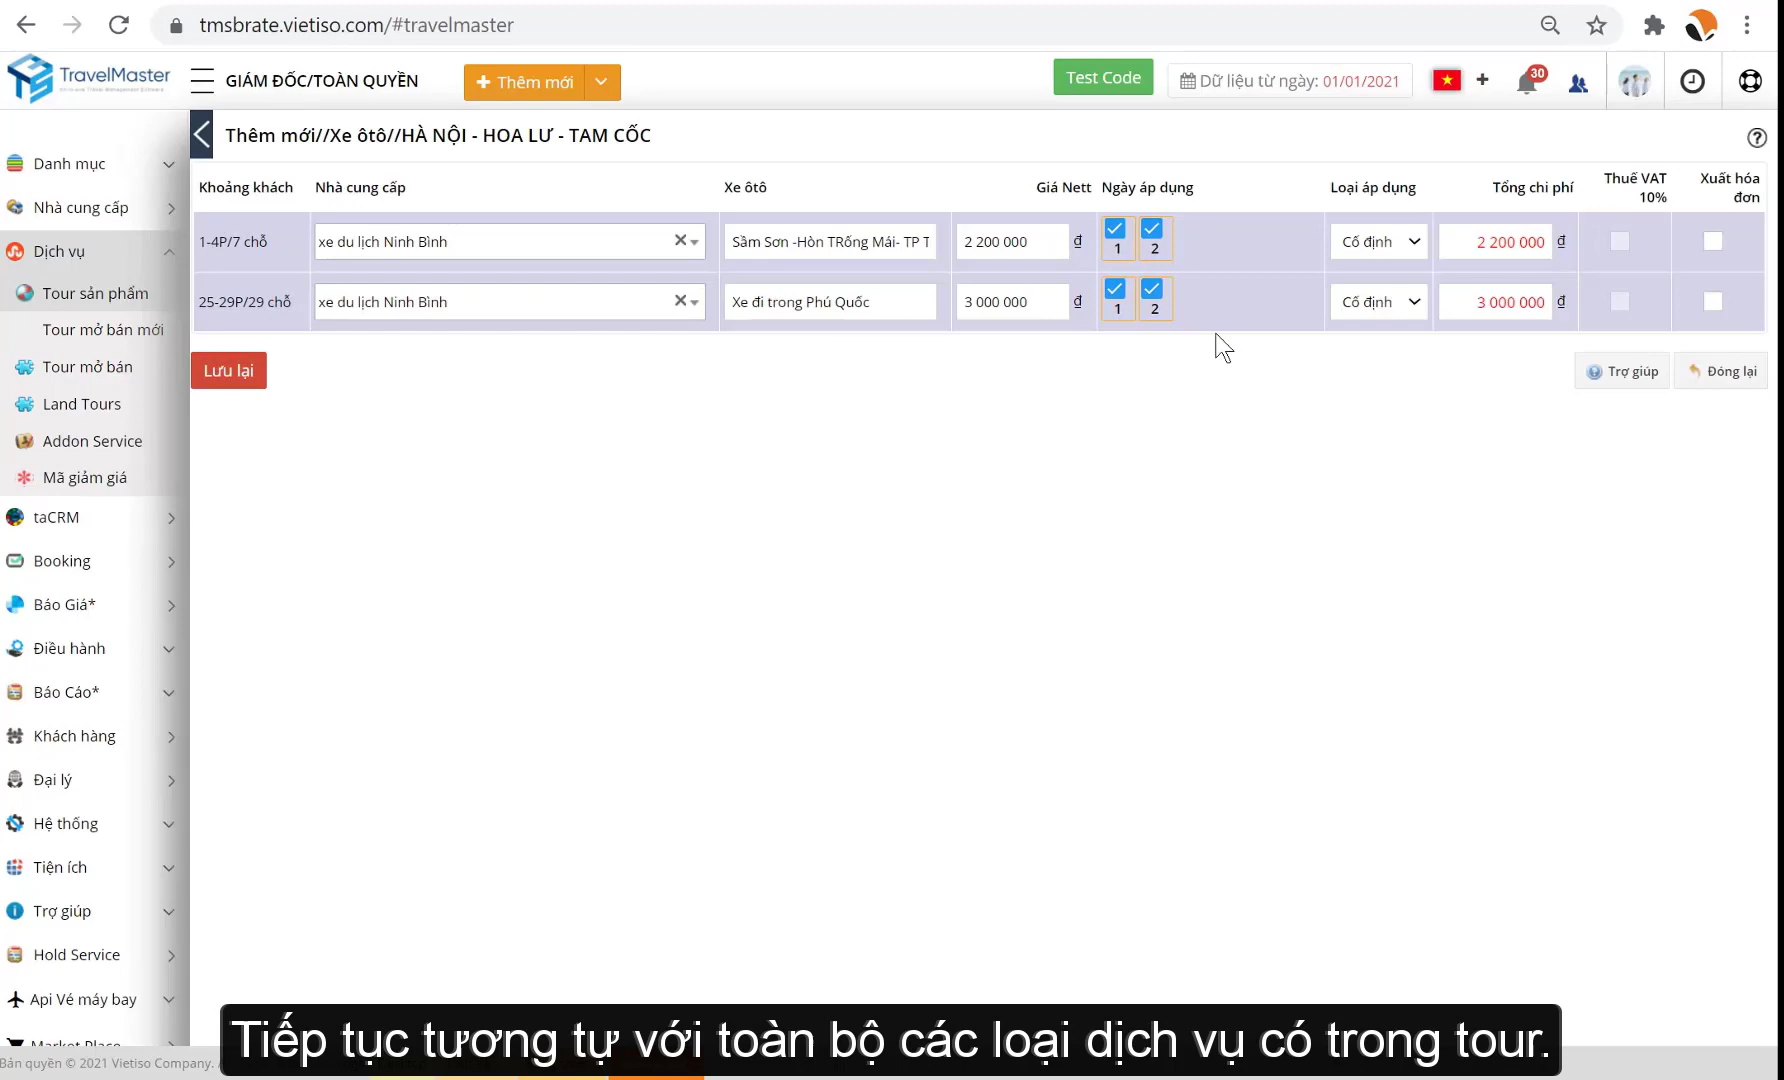 tmsbrate.vietiso.com/#travelmaster
TravelMaster
GIÁM ĐỐC/TOÀN QUYỀN
Thêm mới
Test Code
Dữ liệu từ ngày: 01/01/2021
30
Thêm mới//Xe ôtô//HÀ NỘI - HOA LƯ - TAM CỐC
Khoảng khách Nhà cung cấp Xe ôtô Giá Nett Ngày áp dụng Loại áp dụng Tổng chi phí Thuế VAT 10% Xuất hóa đơn
1-4P/7 chỗ xe du lịch Ninh Bình Sầm Sơn -Hòn TRống Mái- TP T 2 200 000 đ 1 2 Cố định 2 200 000 đ
25-29P/29 chỗ xe du lịch Ninh Bình Xe đi trong Phú Quốc 3 000 000 đ 1 2 Cố định 3 000 000 đ
Lưu lại
Trợ giúp
Đóng lại
Danh mục
Nhà cung cấp
Dịch vụ
Tour sản phẩm
Tour mở bán mới
Tour mở bán
Land Tours
Addon Service
Mã giảm giá
taCRM
Booking
Báo Giá*
Điều hành
Báo Cáo*
Khách hàng
Đại lý
Hệ thống
Tiện ích
Trợ giúp
Hold Service
Api Vé máy bay
Market Place
Bản quyền © 2021 Vietiso Company.
Tiếp tục tương tự với toàn bộ các loại dịch vụ có trong tour.